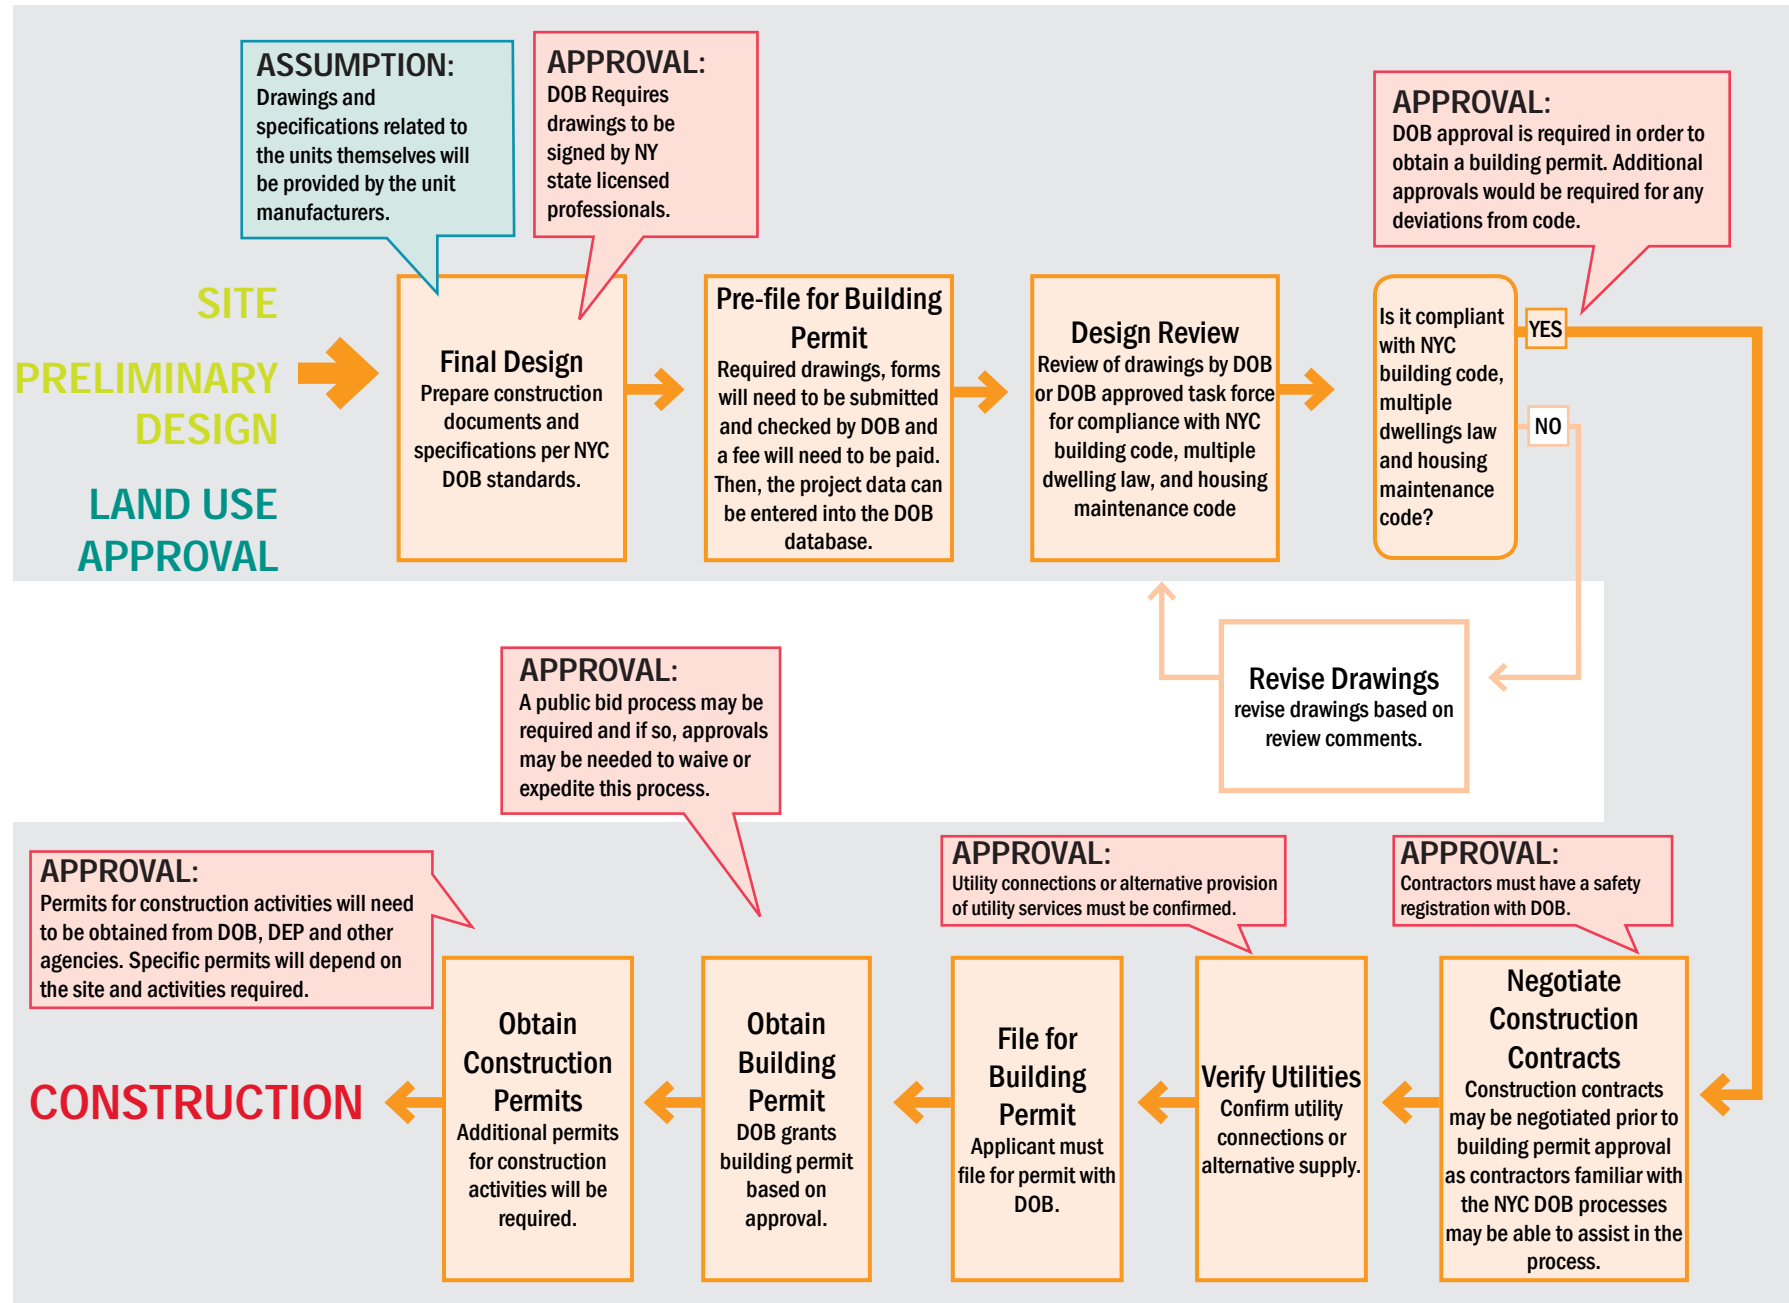 ASSUMPTION:
Drawings and
specifications related to
the units themselves will
be provided by the unit
manufacturers.
APPROVAL:
DOB Requires
drawings to be
signed by NY
state licensed
professionals.
APPROVAL:
DOB approval is required in order to
obtain a building permit. Additional
approvals would be required for any
deviations from code.
SITE
PRELIMINARY
DESIGN
LAND USE
APPROVAL
Final Design
Prepare construction
documents and
specifications per NYC
DOB standards.
Pre-file for Building
Permit
Required drawings, forms
will need to be submitted
and checked by DOB and
a fee will need to be paid.
Then, the project data can
be entered into the DOB
database.
Design Review
Review of drawings by DOB
or DOB approved task force
for compliance with NYC
building code, multiple
dwelling law, and housing
maintenance code
Is it compliant
with NYC
building code,
multiple
dwellings law
and housing
maintenance
code?
YES
NO
Revise Drawings
revise drawings based on
review comments.
APPROVAL:
A public bid process may be
required and if so, approvals
may be needed to waive or
expedite this process.
APPROVAL:
Permits for construction activities will need
to be obtained from DOB, DEP and other
agencies. Specific permits will depend on
the site and activities required.
APPROVAL:
Utility connections or alternative provision
of utility services must be confirmed.
APPROVAL:
Contractors must have a safety
registration with DOB.
CONSTRUCTION
Obtain
Construction
Permits
Additional permits
for construction
activities will be
required.
Obtain
Building
Permit
DOB grants
building permit
based on
approval.
File for
Building
Permit
Applicant must
file for permit with
DOB.
Verify Utilities
Confirm utility
connections or
alternative supply.
Negotiate
Construction
Contracts
Construction contracts
may be negotiated prior to
building permit approval
as contractors familiar with
the NYC DOB processes
may be able to assist in the
process.